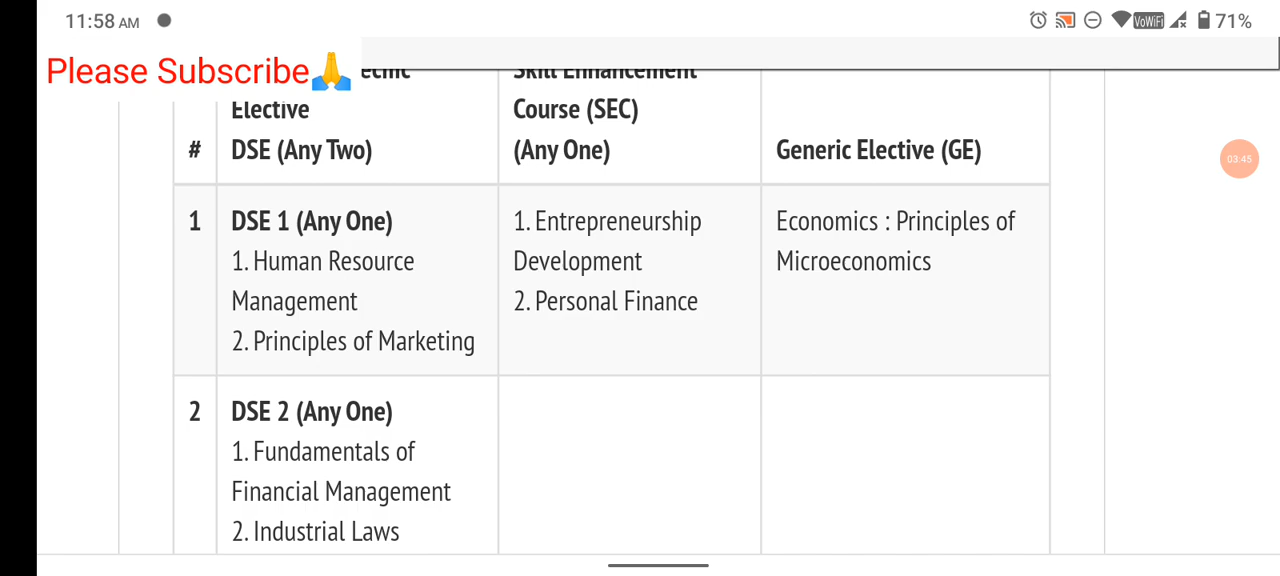 11:58 AM
VoWiFi
71%
Please Subscribe🙏
Elective
DSE (Any Two)
Skill Enhancement
Course (SEC)
(Any One)
#
Generic Elective (GE)
03:45
1
DSE 1 (Any One)
1. Human Resource
Management
2. Principles of Marketing
1. Entrepreneurship
Development
2. Personal Finance
Economics : Principles of
Microeconomics
2
DSE 2 (Any One)
1. Fundamentals of
Financial Management
2. Industrial Laws